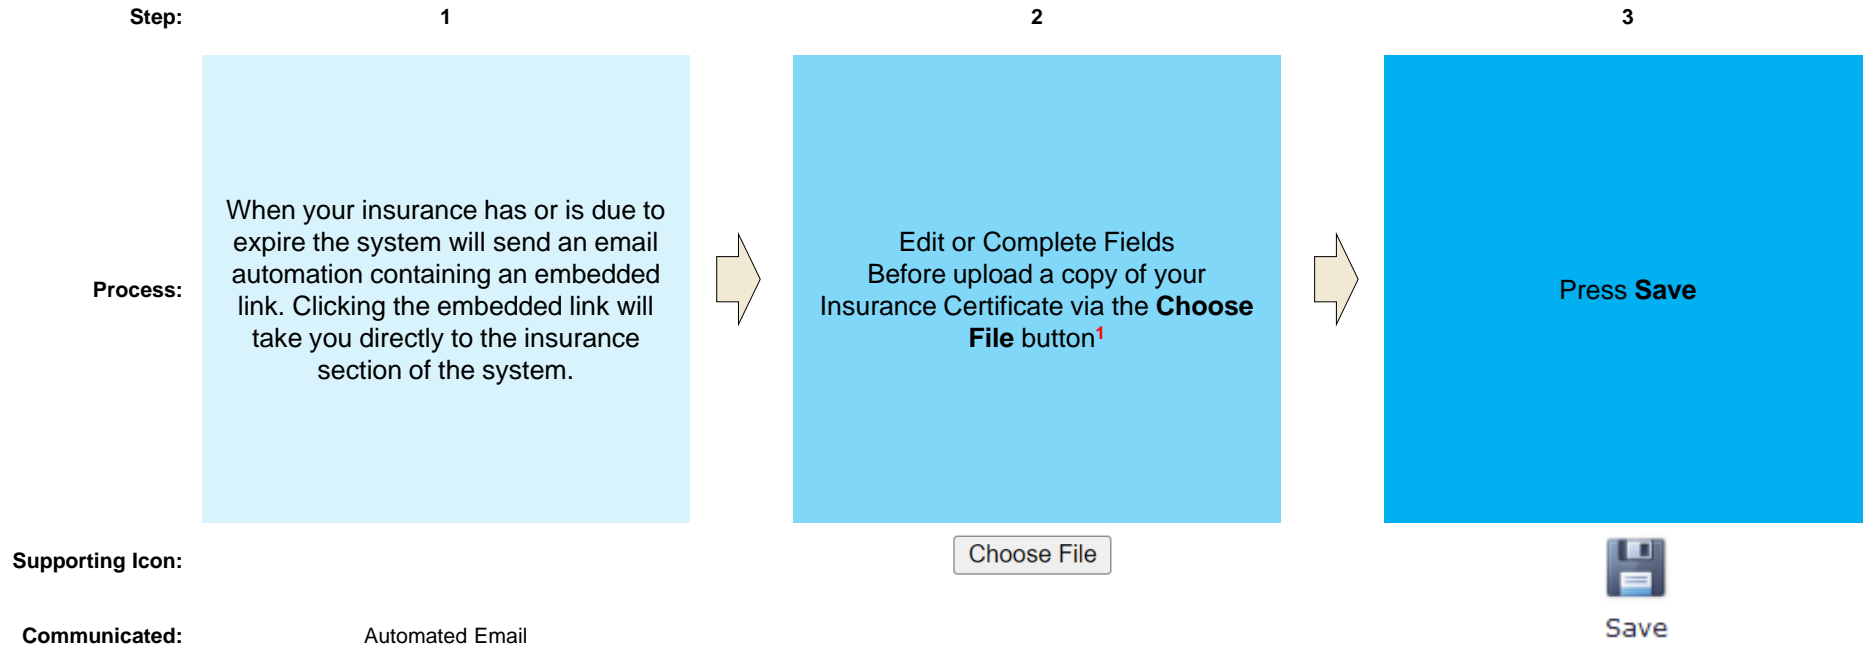 Step:
1
2
3
Process:
When your insurance has or is due to
expire the system will send an email
automation containing an embedded
link. Clicking the embedded link will
take you directly to the insurance
section of the system.
Edit or Complete Fields
Before upload a copy of your
Insurance Certificate via the Choose
File button1
Press Save
Supporting Icon:
Choose File
Save
Communicated:
Automated Email